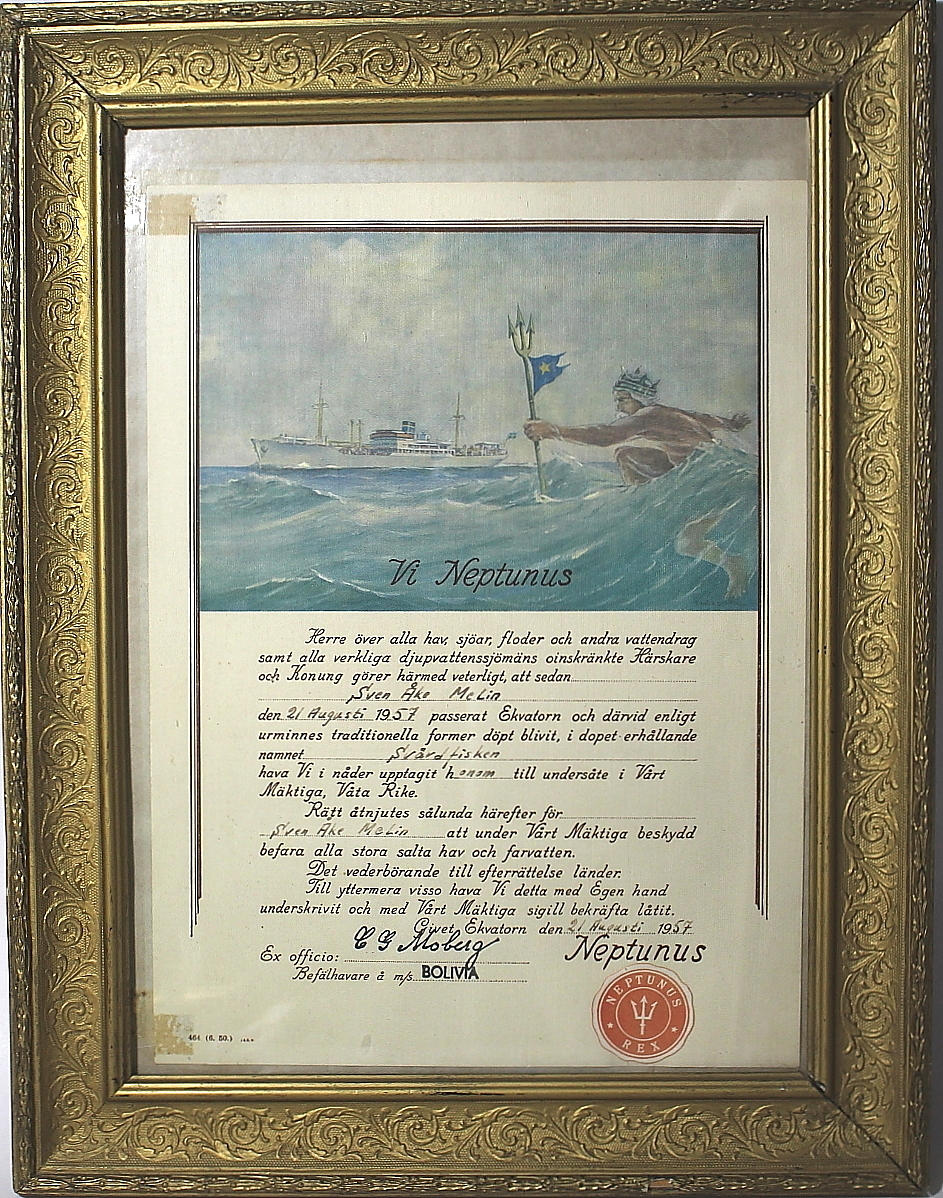 Vi Neptunus
Herre över alla hav, sjöar, floder och andra vattendrag
samt alla verkliga djupvattenssjömäns oinskränkte Härskare
och Konung görer härmed veterligt, att sedan
Sven Åke Melin
den 21 Augusti 1957 passerat Ekvatorn och därvid enligt
urminnes traditionella former döpt blivit, i dopet erhållande
namnet Svärdfisken
hava Vi i nåder upptagit honom till undersåte i Vårt
Mäktiga, Våta Rike.
Rätt åtnjutes sålunda härefter för
Sven Åke Melin att under Vårt Mäktiga beskydd
befara alla stora salta hav och farvatten.
Det vederbörande till efterrättelse länder.
Till yttermera visso hava Vi detta med Egen hand
underskrivit och med Vårt Mäktiga sigill bekräfta låtit.
Givet Ekvatorn den 21 Augusti 1957
C G Moberg Neptunus
Ex officio:
Befälhavare å m/s. BOLIVIA
NEPTUNUS
REX
464 (6. 50.)